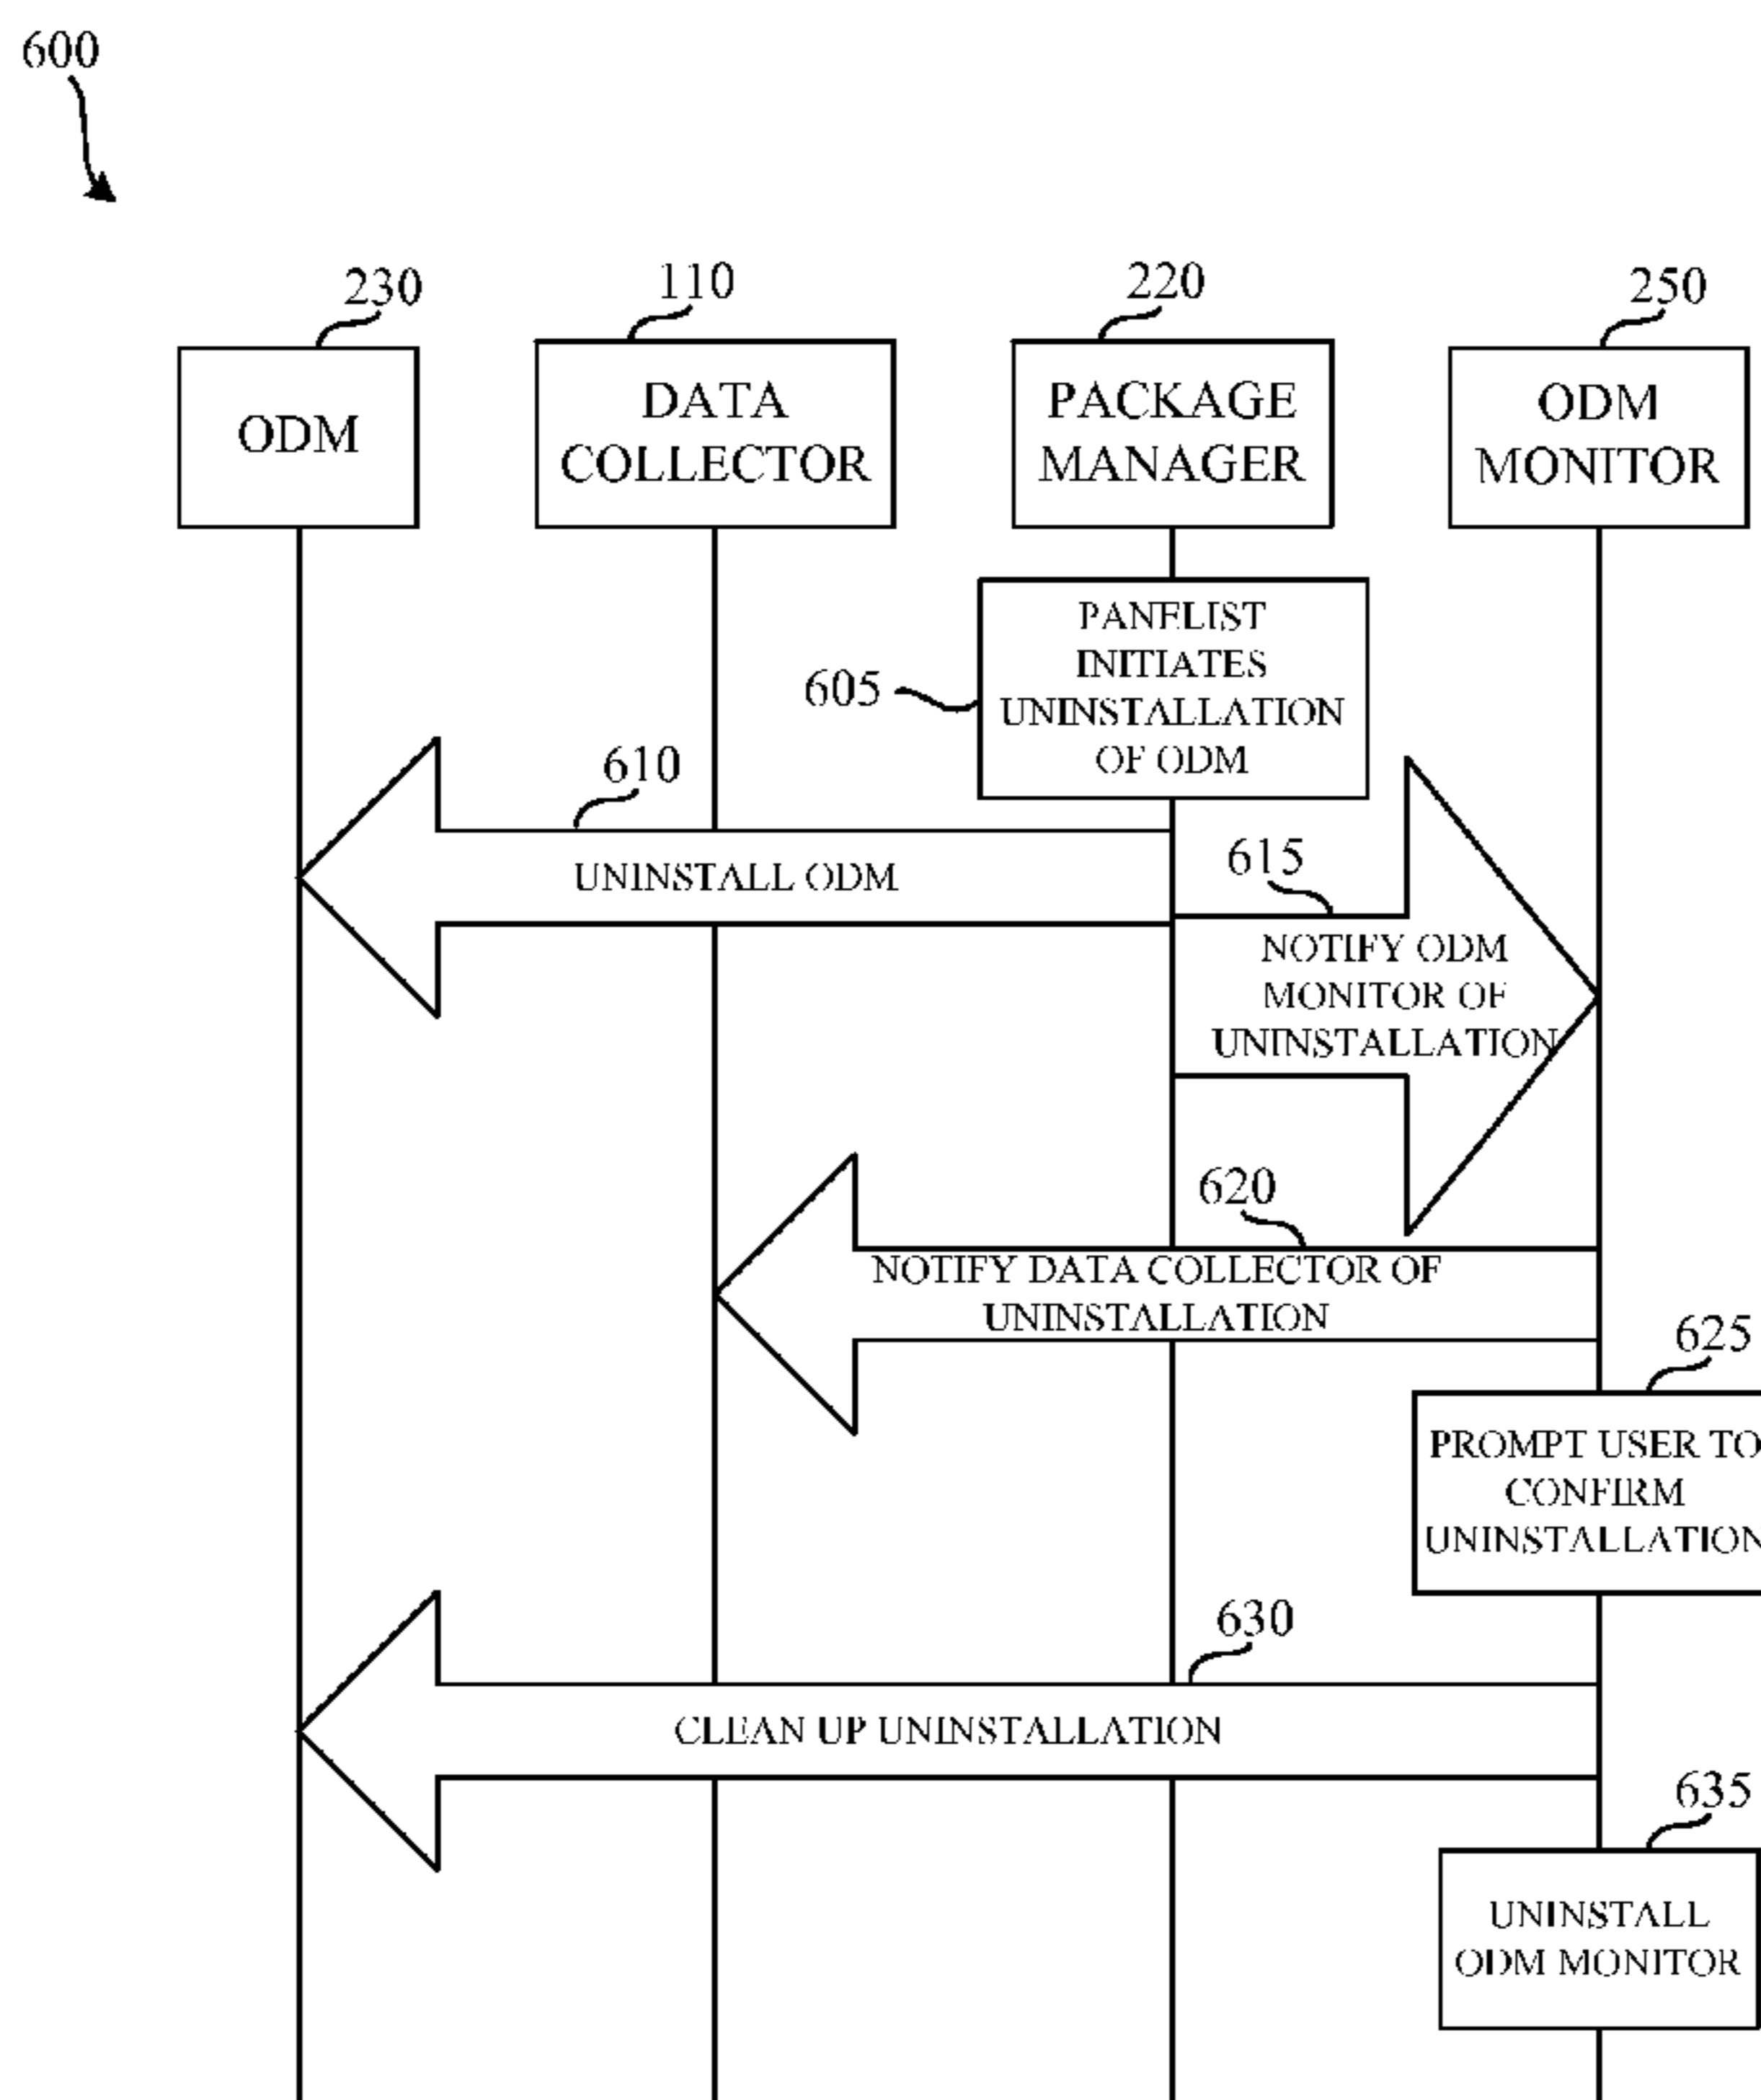 600
230
110
220
250
ODM
DATA
COLLECTOR
PACKAGE
MANAGER
ODM
MONITOR
PANELIST
INITIATES
UNINSTALLATION
OF ODM
605
610
UNINSTALL ODM
615
NOTIFY ODM
MONITOR OF
UNINSTALLATION
620
NOTIFY DATA COLLECTOR OF
UNINSTALLATION
625
PROMPT USER TO
CONFIRM
UNINSTALLATION
630
CLEAN UP UNINSTALLATION
635
UNINSTALL
ODM MONITOR